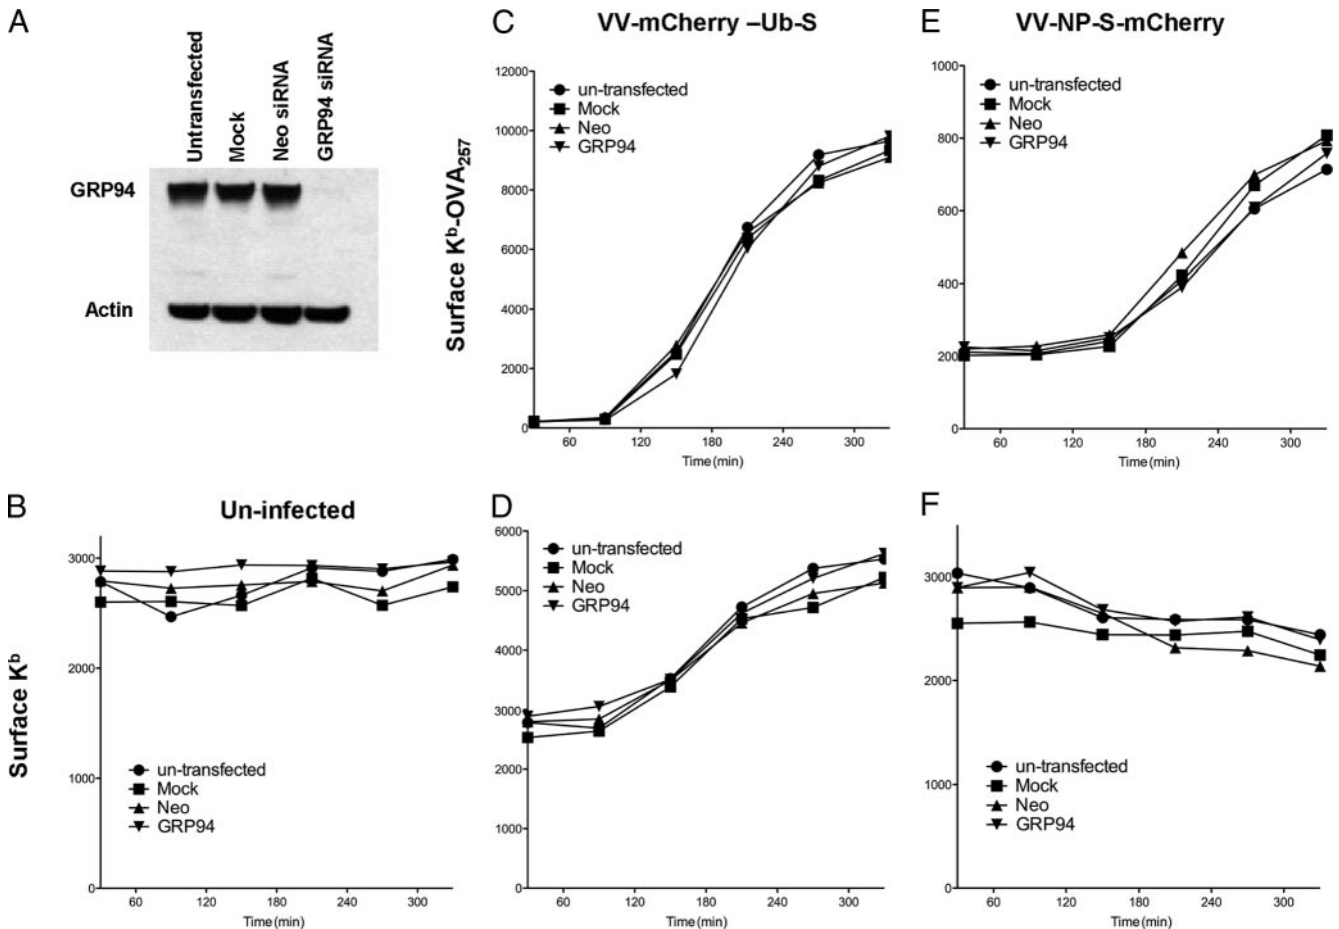 A
Untransfected
Mock
Neo siRNA
GRP94 siRNA
GRP94
Actin
C
VV-mCherry –Ub-S
Surface Kb-OVA257
12000
10000
8000
6000
4000
2000
0
un-transfected
Mock
Neo
GRP94
60 120 180 240 300
Time (min)
E
VV-NP-S-mCherry
1000
800
600
400
200
0
un-transfected
Mock
Neo
GRP94
60 120 180 240 300
Time (min)
B
Un-infected
Surface Kb
3000
2000
1000
0
un-transfected
Mock
Neo
GRP94
60 120 180 240 300
Time (min)
D
6000
5000
4000
3000
2000
1000
0
un-transfected
Mock
Neo
GRP94
60 120 180 240 300
Time (min)
F
3000
2000
1000
0
un-transfected
Mock
Neo
GRP94
60 120 180 240 300
Time (min)